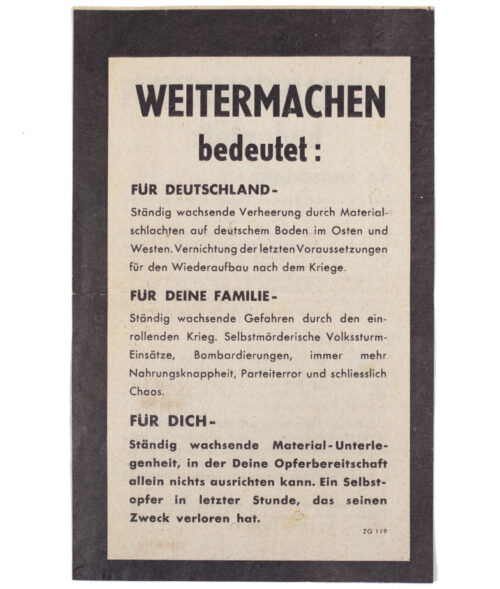 WEITERMACHEN
bedeutet:
FÜR DEUTSCHLAND-
Ständig wachsende Verheerung durch Material-
schlachten auf deutschem Boden im Osten und
Westen. Vernichtung der letzten Voraussetzungen
für den Wiederaufbau nach dem Kriege.
FÜR DEINE FAMILIE-
Ständig wachsende Gefahren durch den ein-
rollenden Krieg. Selbstmörderische Volkssturm-
Einsätze, Bombardierungen, immer mehr
Nahrungsknappheit, Parteiterror und schliesslich
Chaos.
FÜR DICH-
Ständig wachsende Material-Unterle-
genheit, in der Deine Opferbereitschaft
allein nichts ausrichten kann. Ein Selbst-
opfer in letzter Stunde, das seinen
Zweck verloren hat.
ZG 119